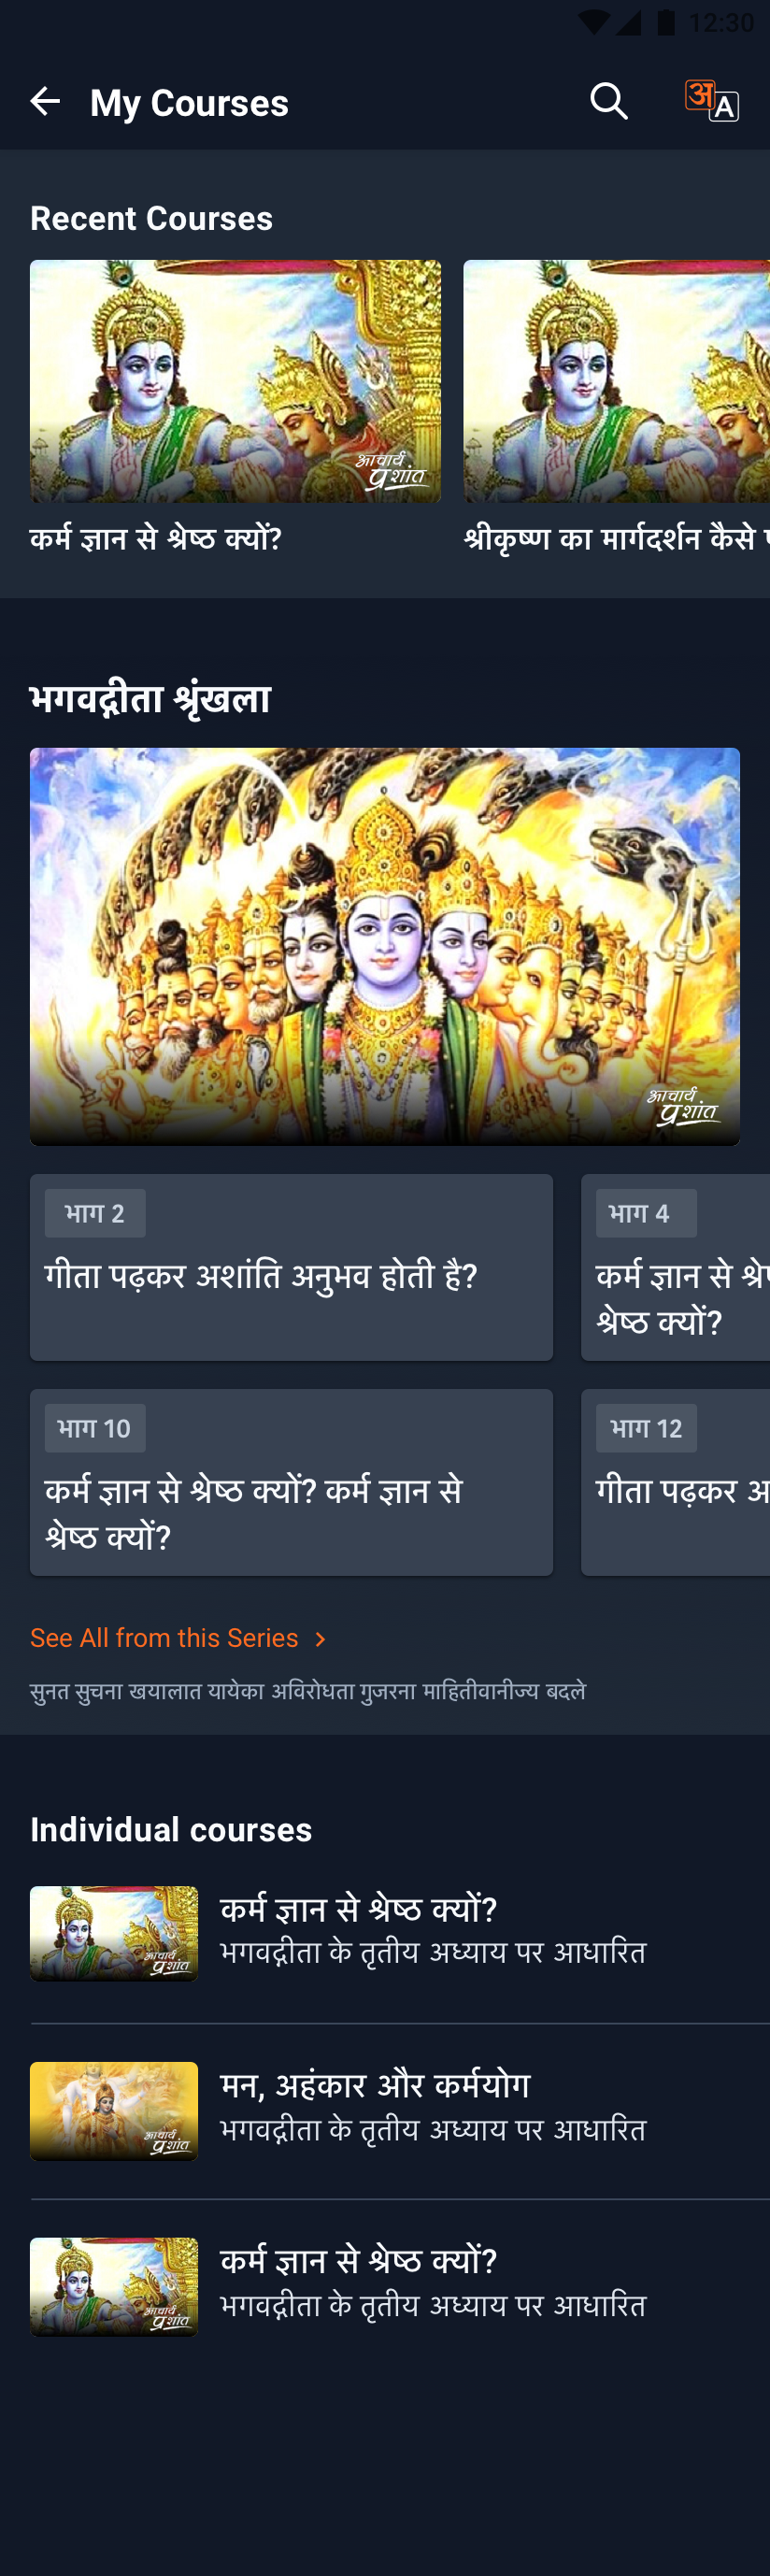 12:30
My Courses
अ A
Recent Courses
आचार्य
प्रशांत
कर्म ज्ञान से श्रेष्ठ क्यों?
श्रीकृष्ण का मार्गदर्शन कैसे
भगवद्गीता श्रृंखला
आचार्य
प्रशांत
भाग 2
गीता पढ़कर अशांति अनुभव होती है?
भाग 4
कर्म ज्ञान से
श्रेष्ठ क्यों?
भाग 10
कर्म ज्ञान से श्रेष्ठ क्यों? कर्म ज्ञान से
श्रेष्ठ क्यों?
भाग 12
गीता पढ़कर अ
See All from this Series
सुनत सुचना खयालात यायेका अविरोधता गुजरना माहितीवानीज्य बदले
Individual courses
आचार्य
प्रशांत
कर्म ज्ञान से श्रेष्ठ क्यों?
भगवद्गीता के तृतीय अध्याय पर आधारित
आचार्य
प्रशांत
मन, अहंकार और कर्मयोग
भगवद्गीता के तृतीय अध्याय पर आधारित
आचार्य
प्रशांत
कर्म ज्ञान से श्रेष्ठ क्यों?
भगवद्गीता के तृतीय अध्याय पर आधारित